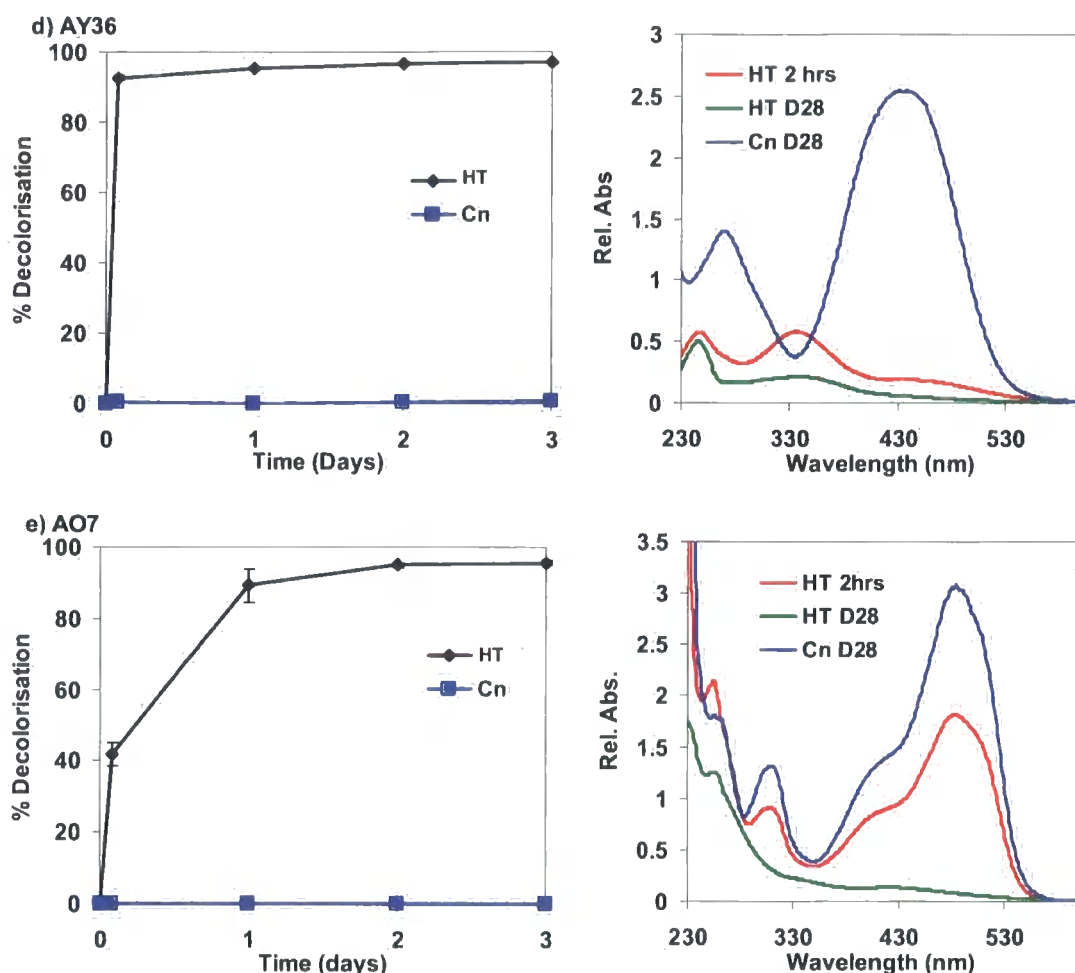 d) AY36
100
80
60
40
20
0
% Decolorisation
HT
Cn
0 1 2 3
Time (Days)
3
2.5
2
1.5
1
0.5
0
Rel. Abs
HT 2 hrs
HT D28
Cn D28
230 330 430 530
Wavelength (nm)
e) AO7
100
80
60
40
20
0
% Decolorisation
HT
Cn
0 1 2 3
Time (days)
3.5
3
2.5
2
1.5
1
0.5
0
Rel. Abs.
HT 2hrs
HT D28
Cn D28
230 330 430 530
Wavelength (nm)